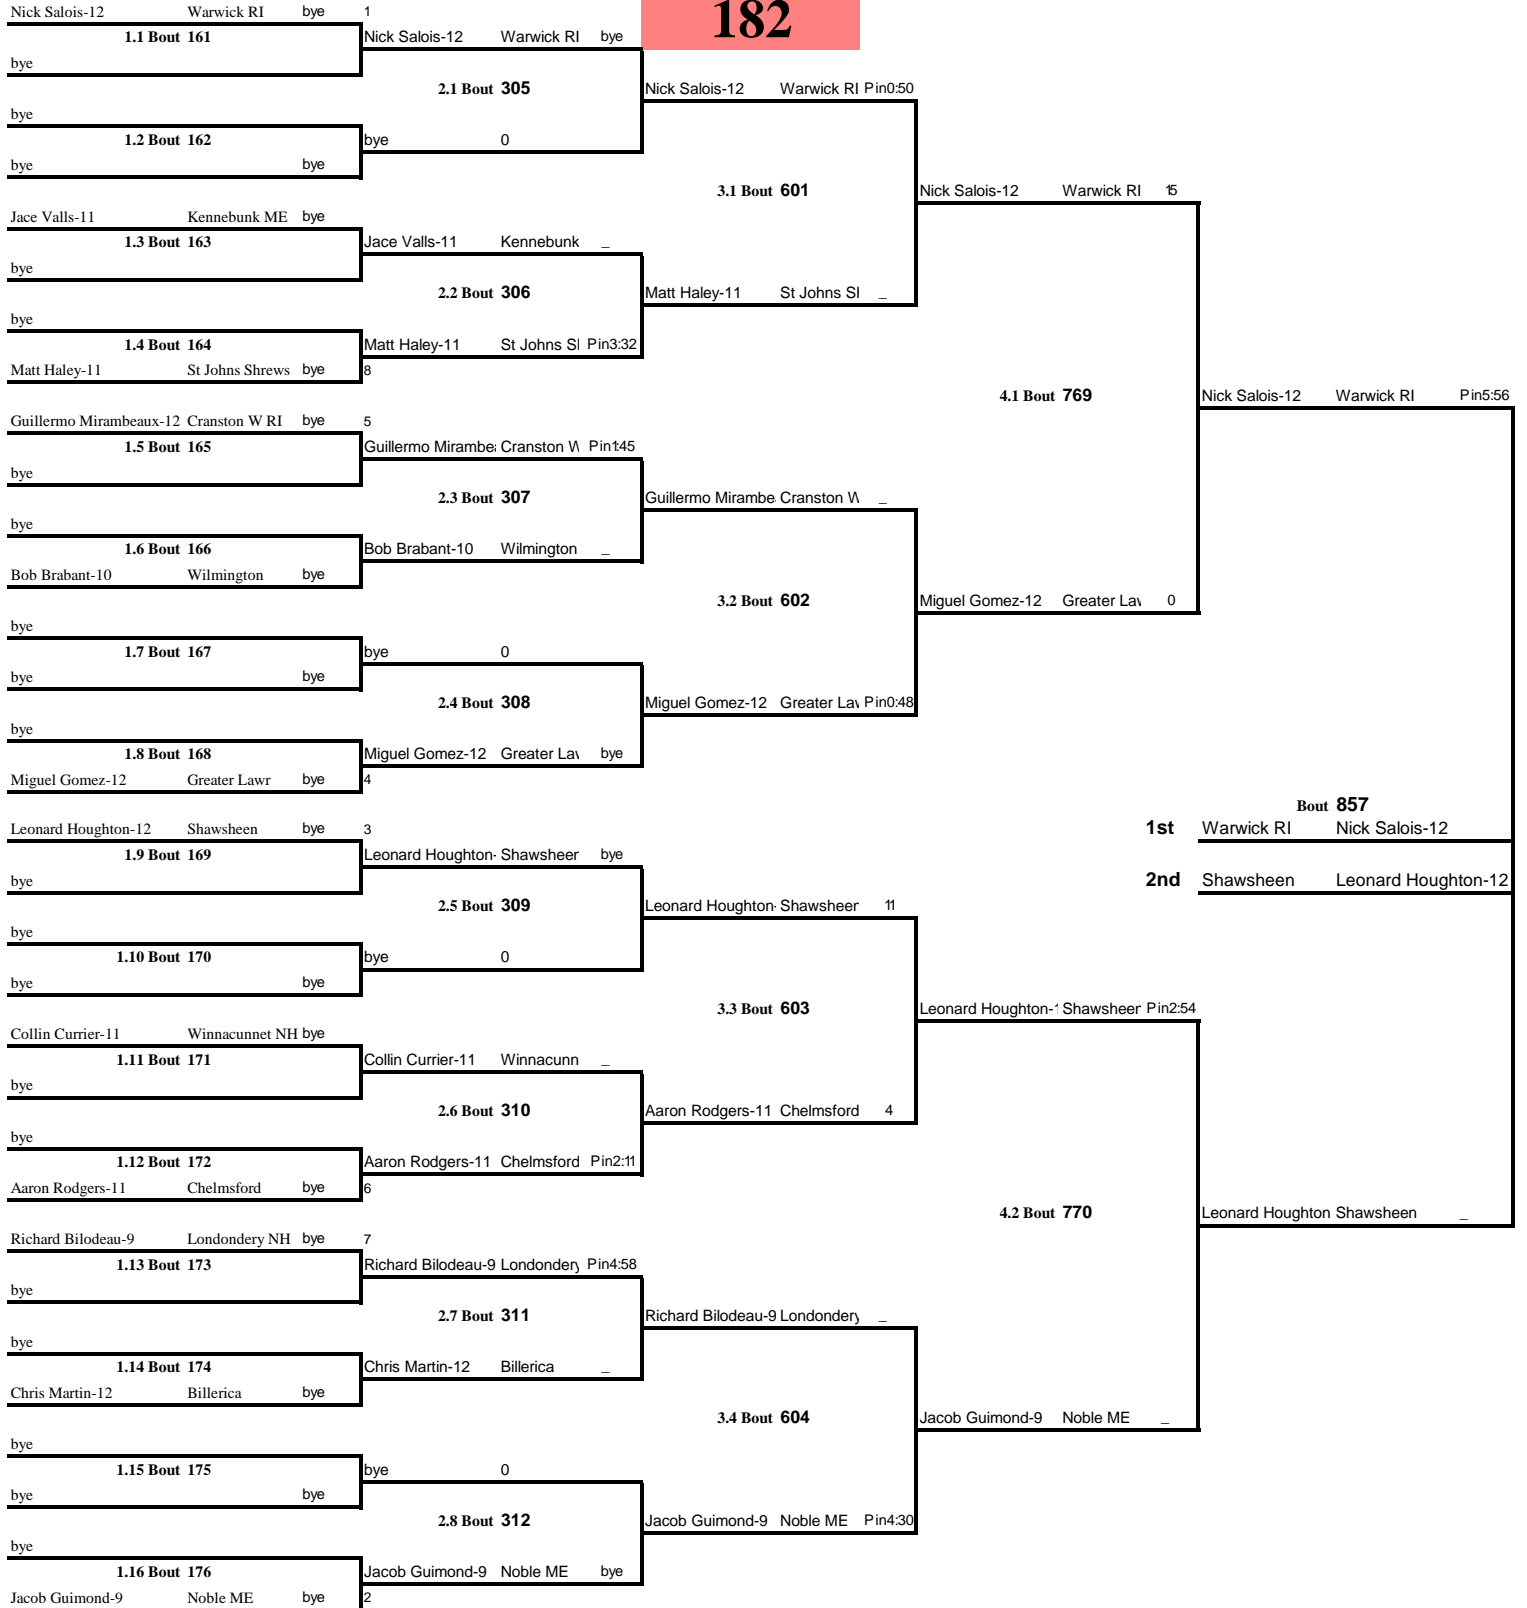 182
Nick Salois-12 Warwick RI bye 1
1.1 Bout 161 Nick Salois-12 Warwick RI bye
bye
2.1 Bout 305 Nick Salois-12 Warwick RI Pin0:50
bye
1.2 Bout 162 bye 0
bye bye
3.1 Bout 601 Nick Salois-12 Warwick RI 15
Jace Valls-11 Kennebunk ME bye
1.3 Bout 163 Jace Valls-11 Kennebunk _
bye
2.2 Bout 306 Matt Haley-11 St Johns Sl _
bye
1.4 Bout 164 Matt Haley-11 St Johns Sl Pin3:32
Matt Haley-11 St Johns Shrews bye 8
4.1 Bout 769 Nick Salois-12 Warwick RI Pin5:56
Guillermo Mirambeaux-12 Cranston W RI bye 5
1.5 Bout 165 Guillermo Mirambe Cranston W Pin1:45
bye
2.3 Bout 307 Guillermo Mirambe Cranston W _
bye
1.6 Bout 166 Bob Brabant-10 Wilmington _
Bob Brabant-10 Wilmington bye
3.2 Bout 602 Miguel Gomez-12 Greater Law 0
bye
1.7 Bout 167 bye 0
bye bye
2.4 Bout 308 Miguel Gomez-12 Greater Law Pin0:48
bye
1.8 Bout 168 Miguel Gomez-12 Greater Law bye
Miguel Gomez-12 Greater Lawr bye 4
Bout 857
Leonard Houghton-12 Shawsheen bye 3 1st Warwick RI Nick Salois-12
1.9 Bout 169 Leonard Houghton- Shawsheen bye
bye 2nd Shawsheen Leonard Houghton-12
2.5 Bout 309 Leonard Houghton- Shawsheen 11
bye
1.10 Bout 170 bye 0
bye bye
3.3 Bout 603 Leonard Houghton-1 Shawsheen Pin2:54
Collin Currier-11 Winnacunnet NH bye
1.11 Bout 171 Collin Currier-11 Winnacunn _
bye
2.6 Bout 310 Aaron Rodgers-11 Chelmsford 4
bye
1.12 Bout 172 Aaron Rodgers-11 Chelmsford Pin2:11
Aaron Rodgers-11 Chelmsford bye 6
4.2 Bout 770 Leonard Houghton Shawsheen _
Richard Bilodeau-9 Londondery NH bye 7
1.13 Bout 173 Richard Bilodeau-9 Londondery Pin4:58
bye
2.7 Bout 311 Richard Bilodeau-9 Londondery _
bye
1.14 Bout 174 Chris Martin-12 Billerica _
Chris Martin-12 Billerica bye
3.4 Bout 604 Jacob Guimond-9 Noble ME _
bye
1.15 Bout 175 bye 0
bye bye
2.8 Bout 312 Jacob Guimond-9 Noble ME Pin4:30
bye
1.16 Bout 176 Jacob Guimond-9 Noble ME bye
Jacob Guimond-9 Noble ME bye 2